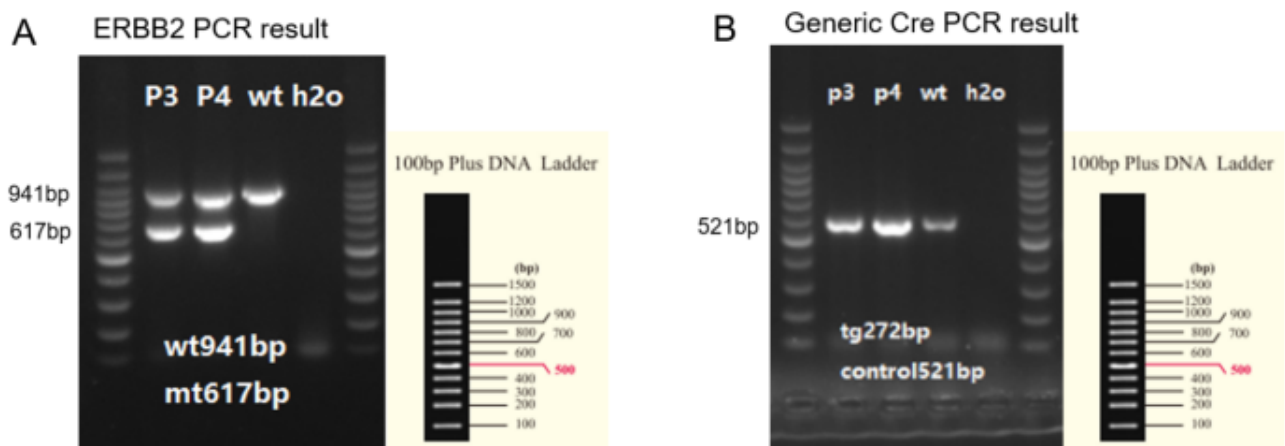 A ERBB2 PCR result
P3 P4 wt h2o
941bp
617bp
wt941bp
mt617bp
100bp Plus DNA Ladder
(bp)
1500
1200
1000
900
800
700
600
500
400
300
200
100
B Generic Cre PCR result
p3 p4 wt h2o
521bp
tg272bp
control521bp
100bp Plus DNA Ladder
(bp)
1500
1200
1000
900
800
700
600
500
400
300
200
100